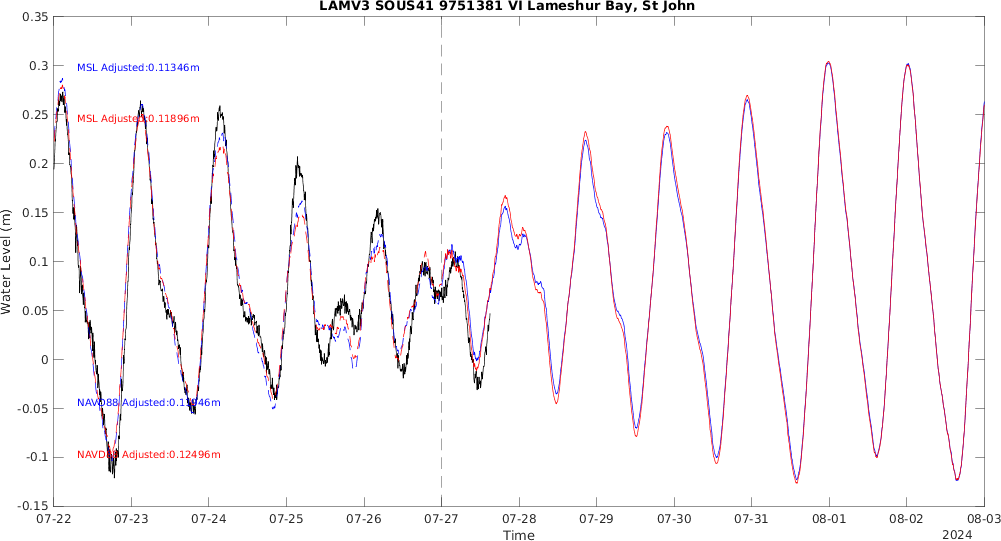 LAMV3 SOUS41 9751381 VI Lameshur Bay, St John
0.35
0.3
0.25
0.2
0.15
0.1
0.05
0
-0.05
-0.1
-0.15
Water Level (m)
MSL Adjusted:0.11346m
MSL Adjusted:0.11896m
NAVD88 Adjusted:
NAVD88 Adjusted:0.12496m
07-22 07-23 07-24 07-25 07-26 07-27 07-28 07-29 07-30 07-31 08-01 08-02 08-03
Time
2024